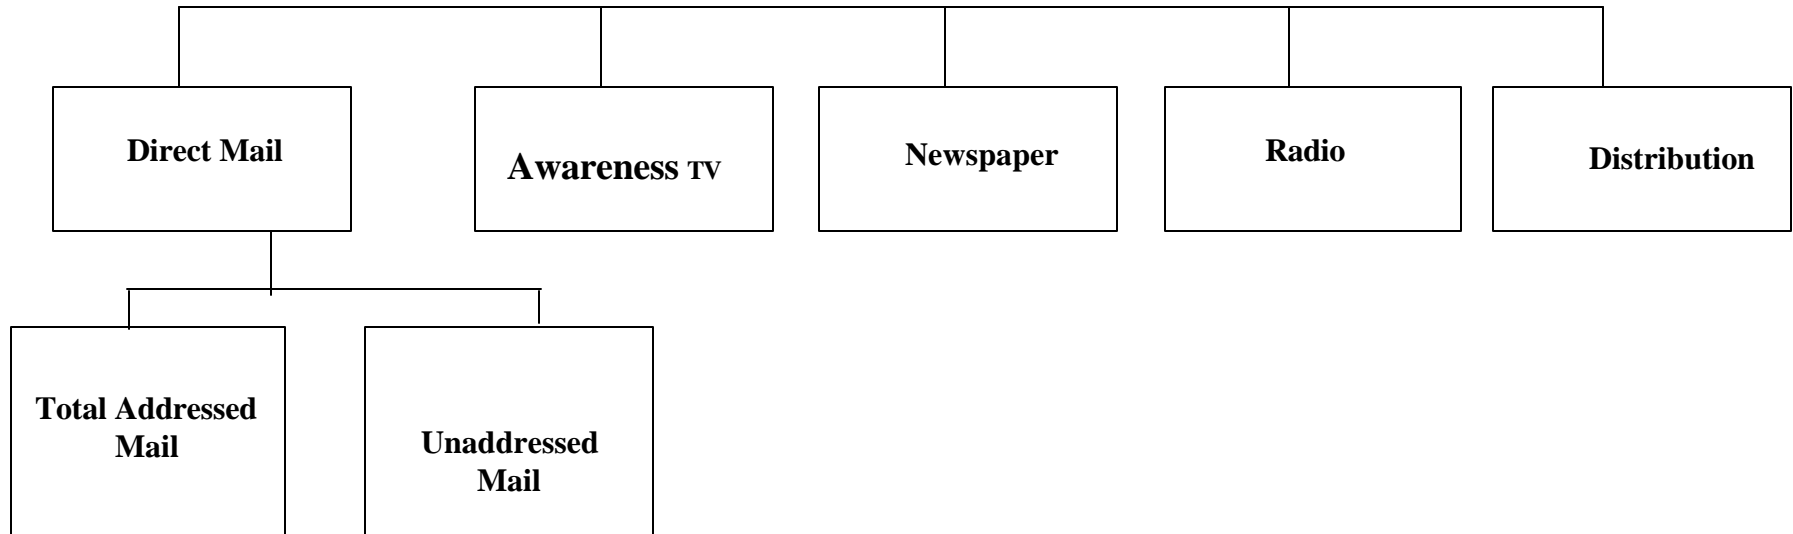 Direct Mail
Awareness TV
Newspaper
Radio
Distribution
Total Addressed
Mail
Unaddressed
Mail